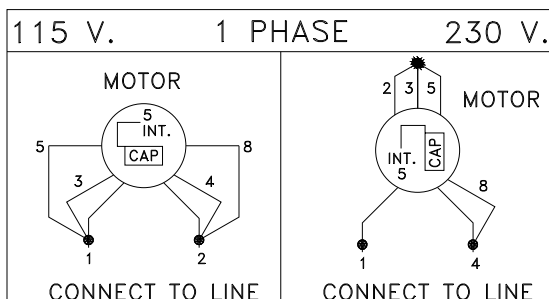 115 V. 1 PHASE 230 V.
MOTOR
5
INT.
CAP
5
8
3
4
1
2
CONNECT TO LINE
2 3 5
MOTOR
INT.
5
CAP
8
1
4
CONNECT TO LINE